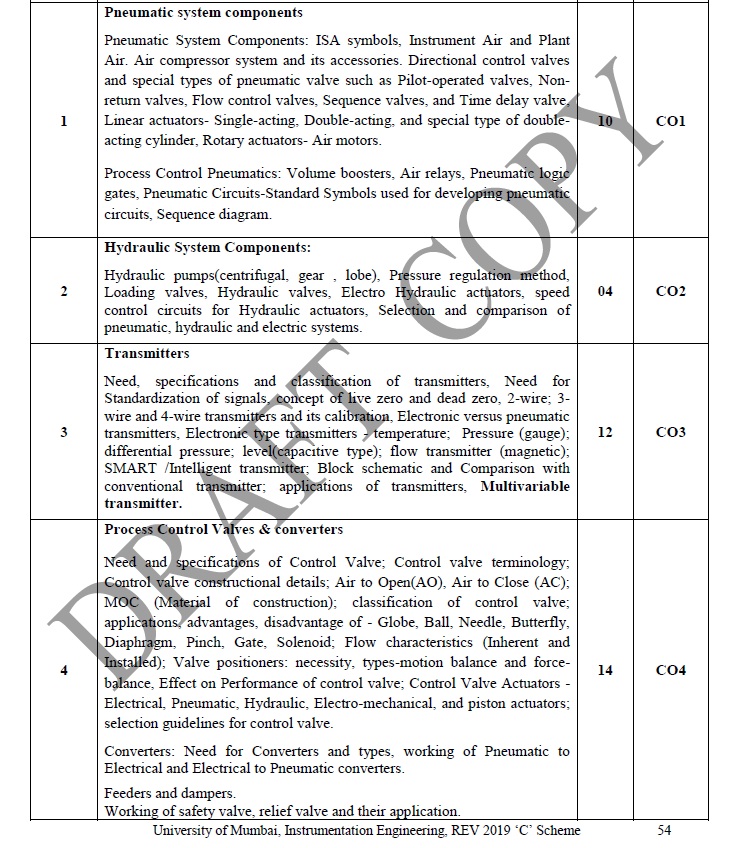 Pneumatic system components
Pneumatic System Components: ISA symbols, Instrument Air and Plant
Air. Air compressor system and its accessories. Directional control valves
and special types of pneumatic valve such as Pilot-operated valves, Non-
return valves, Flow control valves, Sequence valves, and Time delay valve,
Linear actuators- Single-acting, Double-acting, and special type of double-
acting cylinder, Rotary actuators- Air motors.
1
10
CO1
Process Control Pneumatics: Volume boosters, Air relays, Pneumatic logic
gates, Pneumatic Circuits-Standard Symbols used for developing pneumatic
circuits, Sequence diagram.
Hydraulic System Components:
Hydraulic pumps(centrifugal, gear , lobe), Pressure regulation method,
Loading valves, Hydraulic valves, Electro Hydraulic actuators, speed
control circuits for Hydraulic actuators, Selection and comparison of
pneumatic, hydraulic and electric systems.
2
04
CO2
Transmitters
Need, specifications and classification of transmitters, Need for
Standardization of signals, concept of live zero and dead zero, 2-wire; 3-
wire and 4-wire transmitters and its calibration, Electronic versus pneumatic
transmitters, Electronic type transmitters - temperature; Pressure (gauge);
differential pressure; level(capacitive type); flow transmitter (magnetic);
SMART /Intelligent transmitter; Block schematic and Comparison with
conventional transmitter; applications of transmitters, Multivariable
transmitter.
3
12
CO3
Process Control Valves & converters
Need and specifications of Control Valve; Control valve terminology;
Control valve constructional details; Air to Open(AO), Air to Close (AC);
MOC (Material of construction); classification of control valve;
applications, advantages, disadvantage of - Globe, Ball, Needle, Butterfly,
Diaphragm, Pinch, Gate, Solenoid; Flow characteristics (Inherent and
Installed); Valve positioners: necessity, types-motion balance and force-
balance, Effect on Performance of control valve; Control Valve Actuators -
Electrical, Pneumatic, Hydraulic, Electro-mechanical, and piston actuators;
selection guidelines for control valve.
4
14
CO4
Converters: Need for Converters and types, working of Pneumatic to
Electrical and Electrical to Pneumatic converters.
Feeders and dampers.
Working of safety valve, relief valve and their application.
DRAFT COPY
University of Mumbai, Instrumentation Engineering, REV 2019 ‘C’ Scheme
54